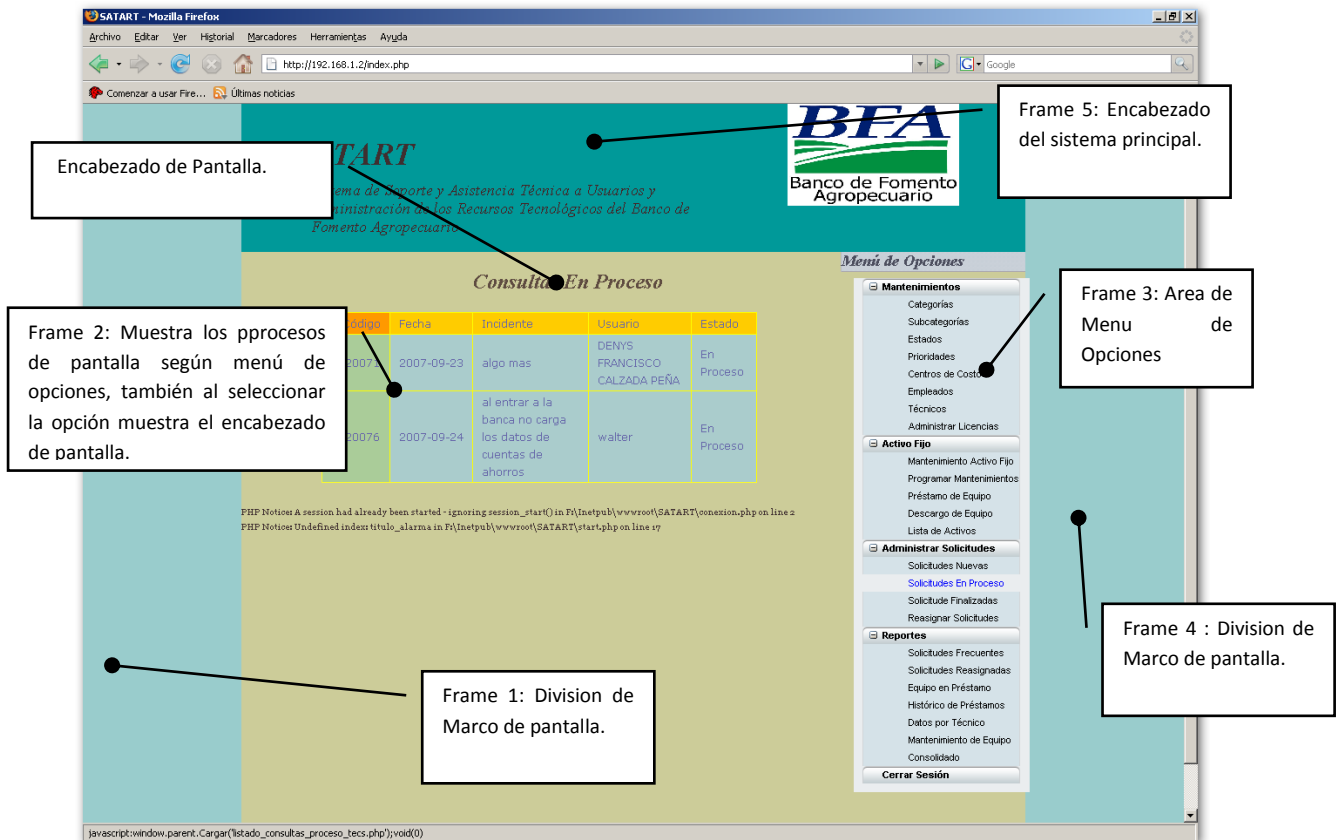 SATART - Mozilla Firefox
Archivo Editar Ver Historial Marcadores Herramientas Ayuda
http://192.168.1.2/index.php
G Google
Comenzar a usar Fire... Últimas noticias
Encabezado de Pantalla.
TART
ema de Soporte y Asistencia Técnica a Usuarios y
ministración de los Recursos Tecnológicos del Banco de
Fomento Agropecuario
BFA
Banco de Fomento
Agropecuario
Frame 5: Encabezado
del sistema principal.
Consultas En Proceso
Código Fecha Incidente Usuario Estado
20071 2007-09-23 algo mas DENYS FRANCISCO CALZADA PEÑA En Proceso
20076 2007-09-24 al entrar a la banca no carga los datos de cuentas de ahorros walter En Proceso
Frame 2: Muestra los pprocesos
de pantalla según menú de
opciones, también al seleccionar
la opción muestra el encabezado
de pantalla.
PHP Notice: A session had already been started - ignoring session_start() in F:\Inetpub\wwwroot\SATART\conexion.php on line 2
PHP Notice: Undefined index: titulo_alarma in F:\Inetpub\wwwroot\SATART\start.php on line 17
Menú de Opciones
Mantenimientos
Categorías
Subcategorías
Estados
Prioridades
Centros de Costo
Empleados
Técnicos
Administrar Licencias
Activo Fijo
Mantenimiento Activo Fijo
Programar Mantenimientos
Préstamo de Equipo
Descargo de Equipo
Lista de Activos
Administrar Solicitudes
Solicitudes Nuevas
Solicitudes En Proceso
Solicitude Finalizadas
Reasignar Solicitudes
Reportes
Solicitudes Frecuentes
Solicitudes Reasignadas
Equipo en Préstamo
Histórico de Préstamos
Datos por Técnico
Mantenimiento de Equipo
Consolidado
Cerrar Sesión
Frame 3: Area de
Menu de
Opciones
Frame 4 : Division de
Marco de pantalla.
Frame 1: Division de
Marco de pantalla.
javascript:window.parent.Cargar('listado_consultas_proceso_tecs.php');void(0)